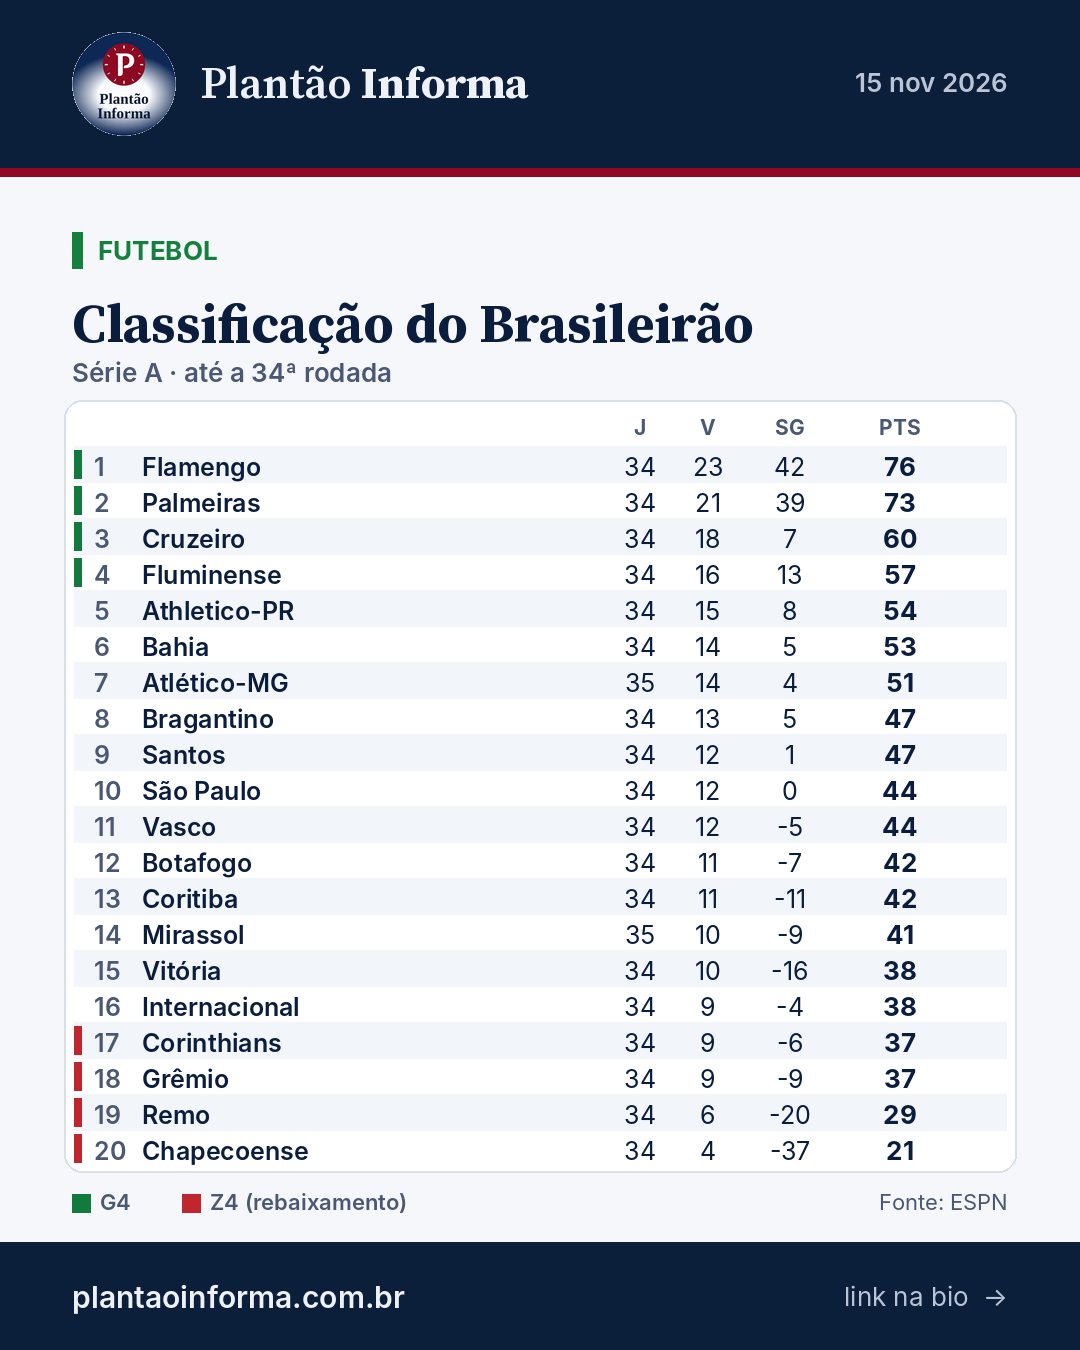 P
Plantão
Informa
Plantão Informa
15 nov 2026
FUTEBOL
Classificação do Brasileirão
Série A · até a 34ª rodada
J V SG PTS
1 Flamengo 34 23 42 76
2 Palmeiras 34 21 39 73
3 Cruzeiro 34 18 7 60
4 Fluminense 34 16 13 57
5 Athletico-PR 34 15 8 54
6 Bahia 34 14 5 53
7 Atlético-MG 35 14 4 51
8 Bragantino 34 13 5 47
9 Santos 34 12 1 47
10 São Paulo 34 12 0 44
11 Vasco 34 12 -5 44
12 Botafogo 34 11 -7 42
13 Coritiba 34 11 -11 42
14 Mirassol 35 10 -9 41
15 Vitória 34 10 -16 38
16 Internacional 34 9 -4 38
17 Corinthians 34 9 -6 37
18 Grêmio 34 9 -9 37
19 Remo 34 6 -20 29
20 Chapecoense 34 4 -37 21
G4 Z4 (rebaixamento) Fonte: ESPN
plantaoinforma.com.br link na bio →